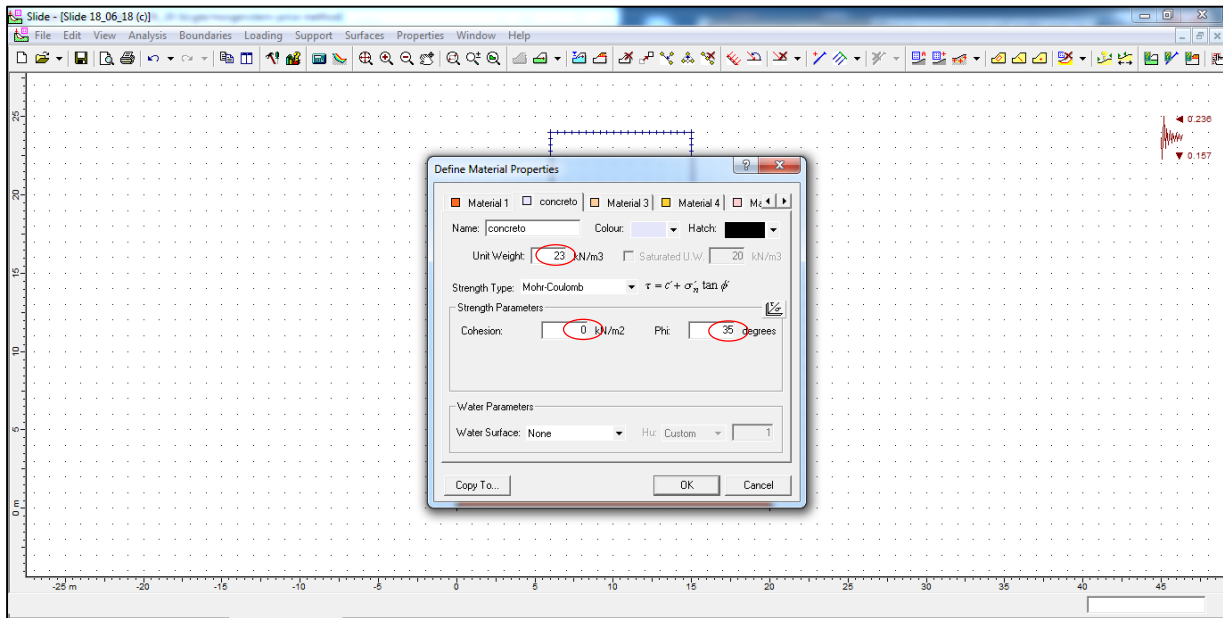 Slide - [Slide 18_06_18 (c)]
File Edit View Analysis Boundaries Loading Support Surfaces Properties Window Help
25
20
15
10
5
0 m
0.236
0.157
Define Material Properties
Material 1 concreto Material 3 Material 4 Ma
Name: concreto Colour: Hatch:
Unit Weight: 23 kN/m3 Saturated U.W. 20 kN/m3
Strength Type: Mohr-Coulomb τ = c′ + σ′n tan ϕ′
Strength Parameters
τ/σ
Cohesion: 0 kN/m2 Phi: 35 degrees
Water Parameters
Water Surface: None Hu: Custom 1
Copy To... OK Cancel
-25 m -20 -15 -10 -5 0 5 10 15 20 25 30 35 40 45